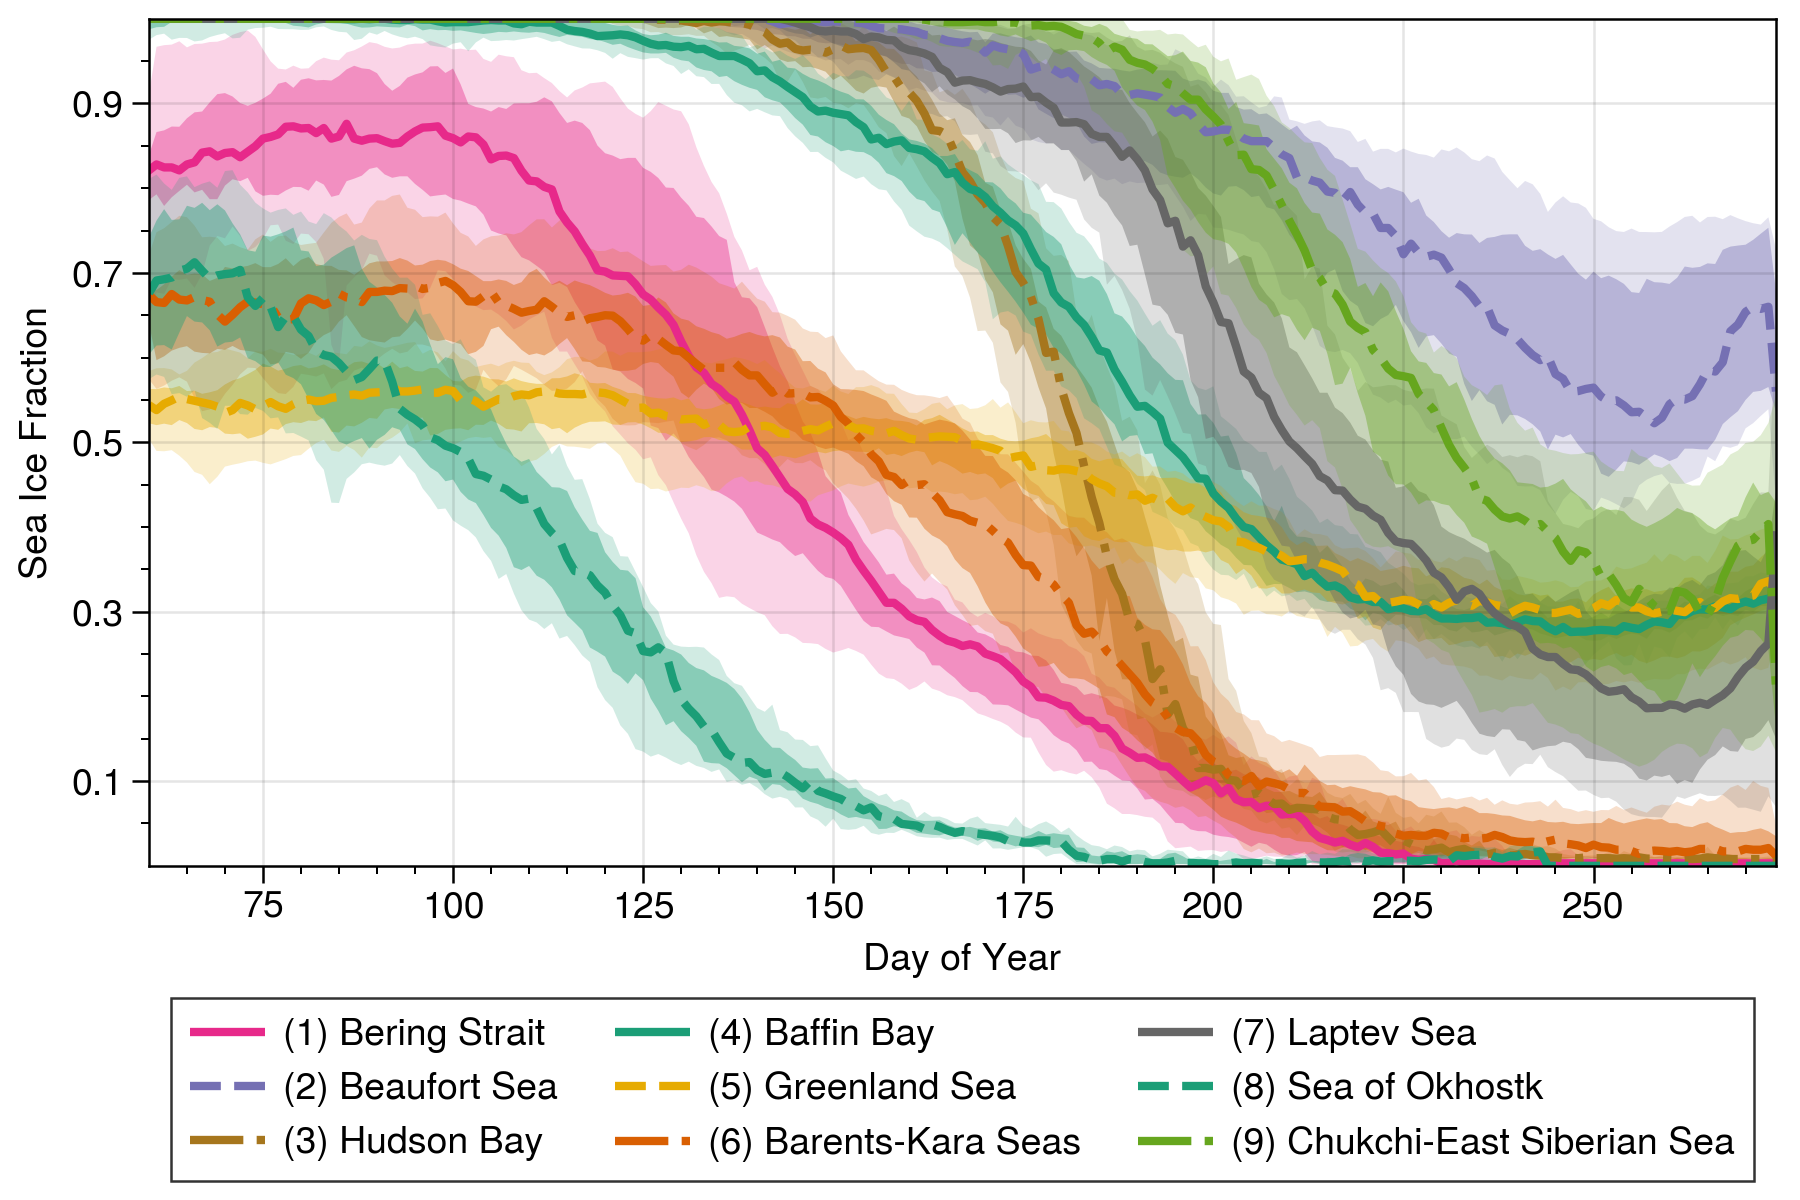 Sea Ice Fraction
0.9
0.7
0.5
0.3
0.1
75 100 125 150 175 200 225 250
Day of Year
(1) Bering Strait (4) Baffin Bay (7) Laptev Sea
(2) Beaufort Sea (5) Greenland Sea (8) Sea of Okhostk
(3) Hudson Bay (6) Barents-Kara Seas (9) Chukchi-East Siberian Sea